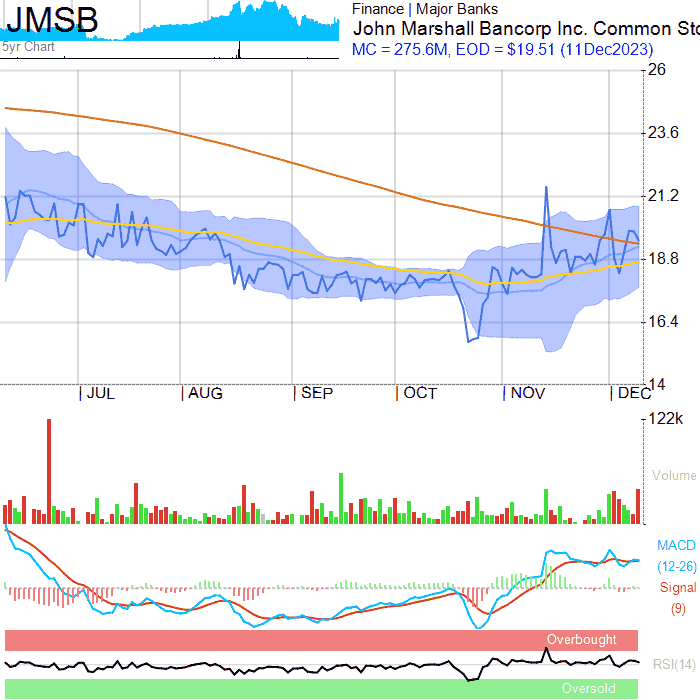 JMSB
5yr Chart
Finance | Major Banks
John Marshall Bancorp Inc. Common Sto
MC = 275.6M, EOD = $19.51 (11Dec2023)
26
23.6
21.2
18.8
16.4
14
| JUL
| AUG
| SEP
| OCT
| NOV
| DEC
122k
Volume
MACD
(12-26)
Signal
(9)
Overbought
RSI(14)
Oversold